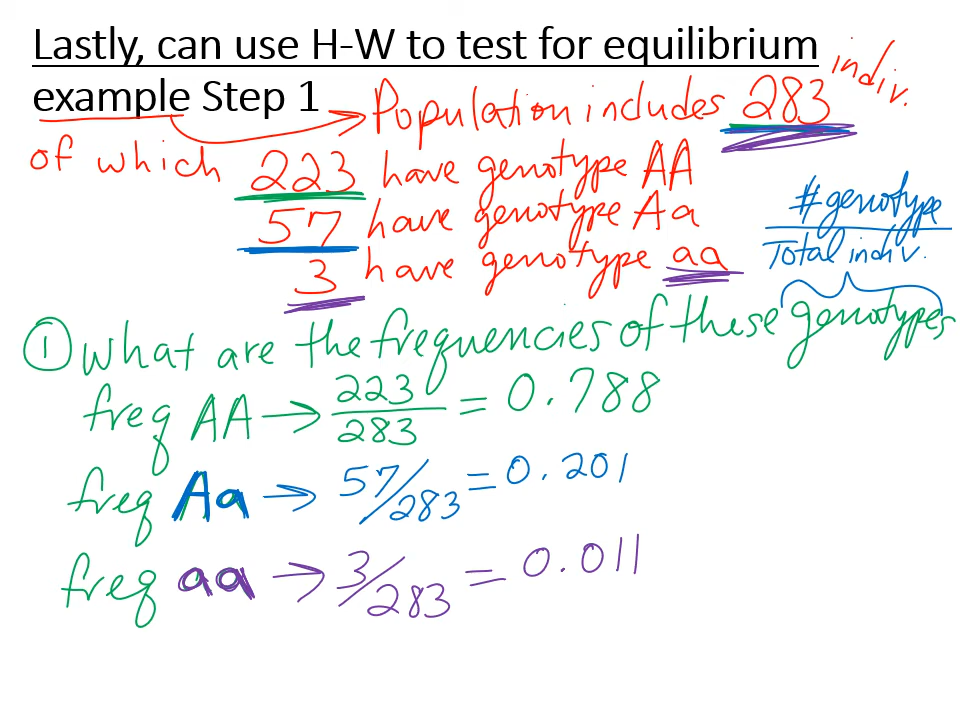 Lastly, can use H-W to test for equilibrium
example Step 1 → Population includes 283 indiv.
of which 223 have genotype AA
57 have genotype Aa
3 have genotype aa
# genotype
Total indiv.
① What are the frequencies of these genotypes
freq AA → 223/283 = 0.788
freq Aa → 57/283 = 0.201
freq aa → 3/283 = 0.011